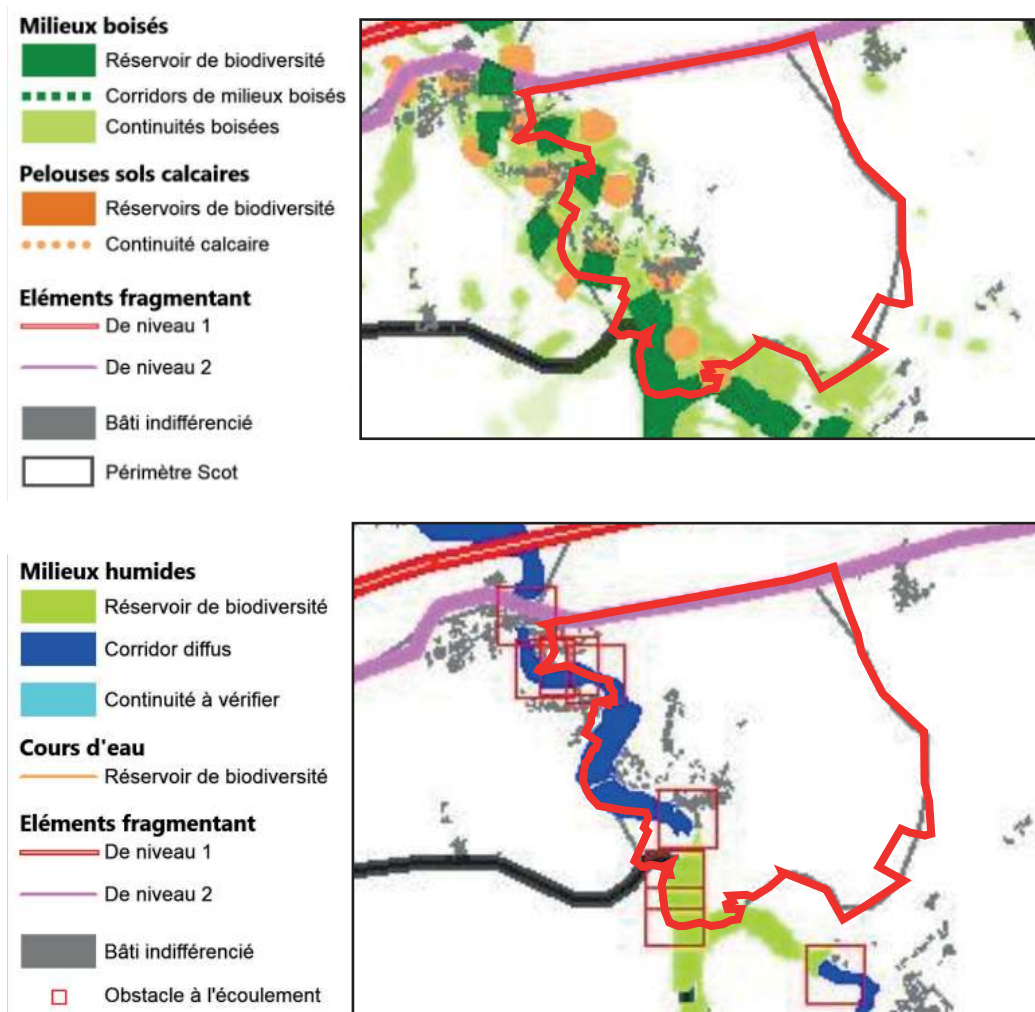 Milieux boisés
Réservoir de biodiversité
Corridors de milieux boisés
Continuités boisées
Pelouses sols calcaires
Réservoirs de biodiversité
Continuité calcaire
Eléments fragmentant
De niveau 1
De niveau 2
Bâti indifférencié
Périmètre Scot
Milieux humides
Réservoir de biodiversité
Corridor diffus
Continuité à vérifier
Cours d'eau
Réservoir de biodiversité
Eléments fragmentant
De niveau 1
De niveau 2
Bâti indifférencié
Obstacle à l'écoulement